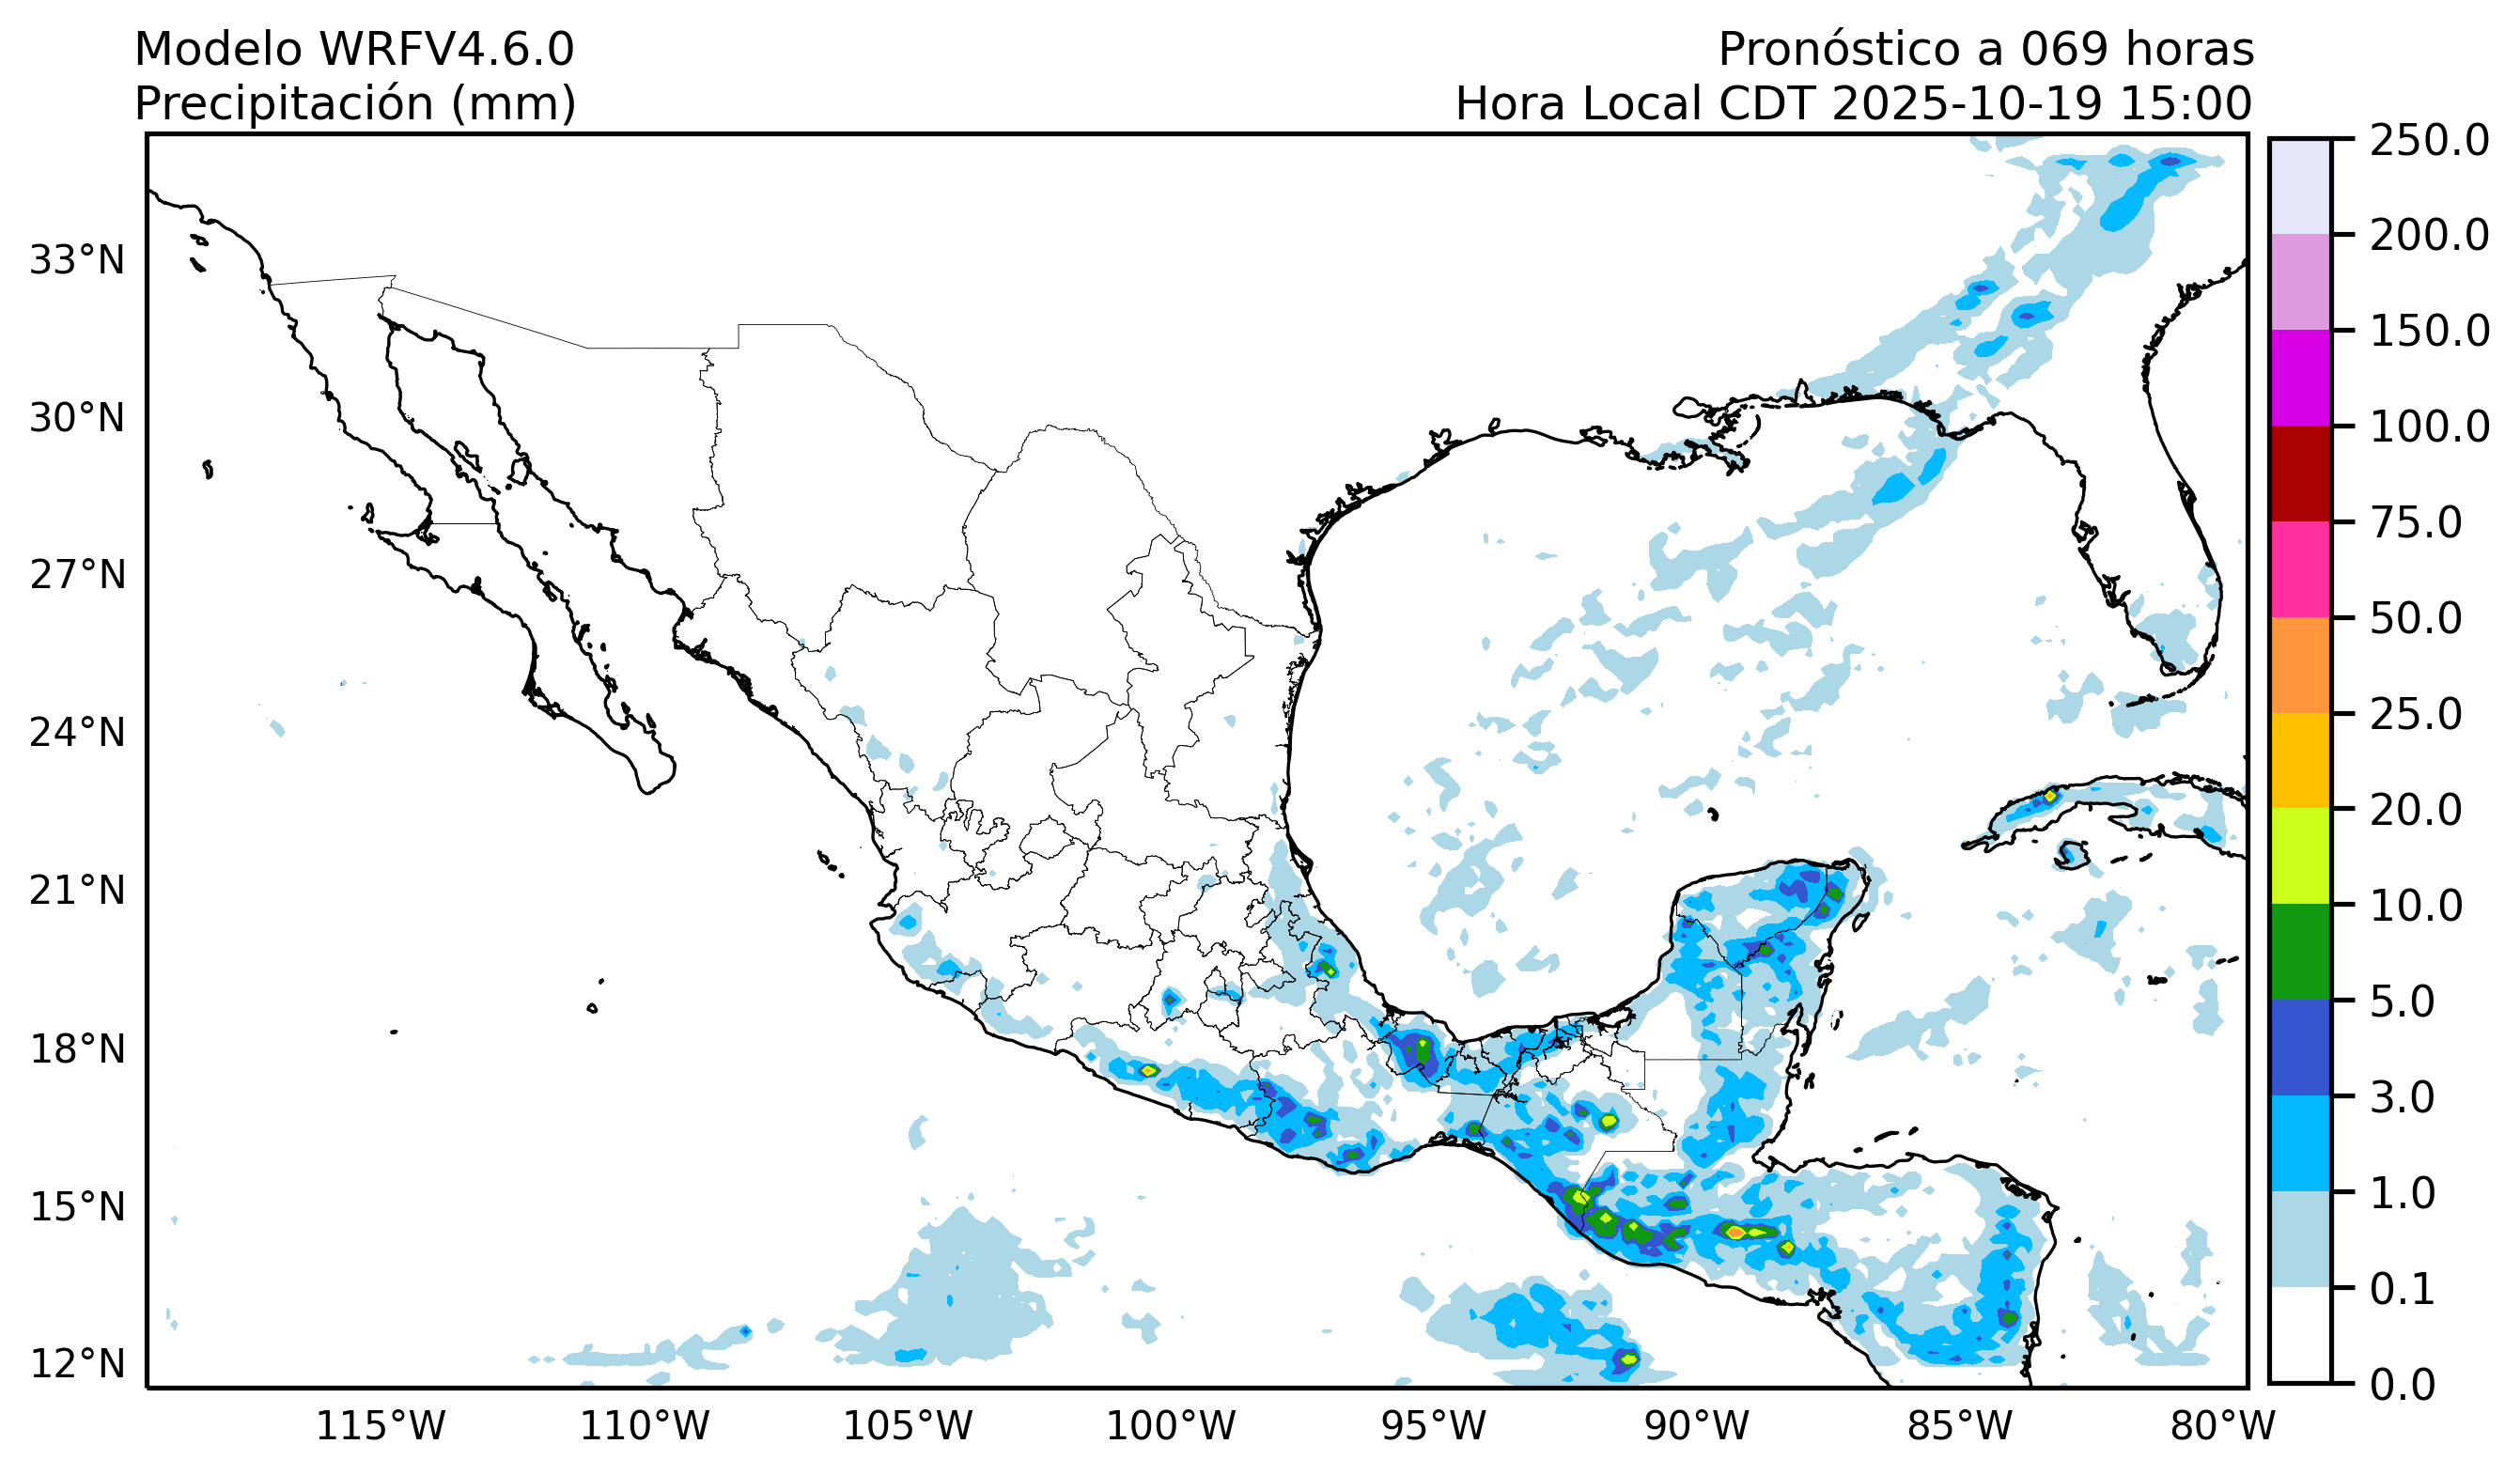 Modelo WRFV4.6.0
Precipitación (mm)
Pronóstico a 069 horas
Hora Local CDT 2025-10-19 15:00
33°N
30°N
27°N
24°N
21°N
18°N
15°N
12°N
115°W
110°W
105°W
100°W
95°W
90°W
85°W
80°W
250.0
200.0
150.0
100.0
75.0
50.0
25.0
20.0
10.0
5.0
3.0
1.0
0.1
0.0